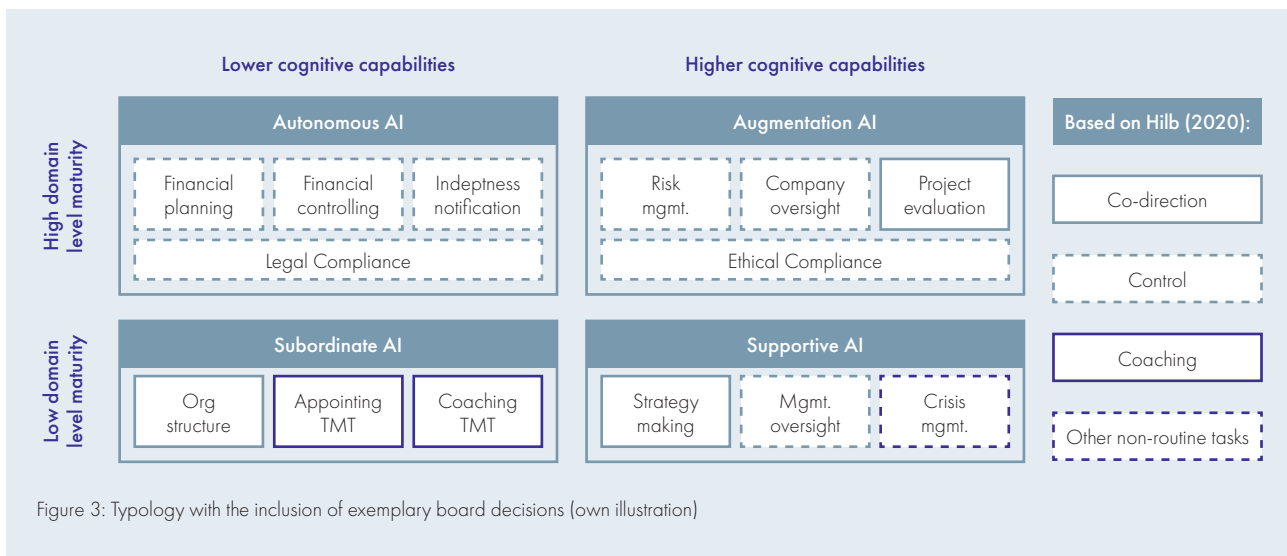 Lower cognitive capabilities
Higher cognitive capabilities
High domain
level maturity
Autonomous AI
Financial
planning
Financial
controlling
Indeptness
notification
Legal Compliance
Augmentation AI
Risk
mgmt.
Company
oversight
Project
evaluation
Ethical Compliance
Low domain
level maturity
Subordinate AI
Org
structure
Appointing
TMT
Coaching
TMT
Supportive AI
Strategy
making
Mgmt.
oversight
Crisis
mgmt.
Based on Hilb (2020):
Co-direction
Control
Coaching
Other non-routine tasks
Figure 3: Typology with the inclusion of exemplary board decisions (own illustration)